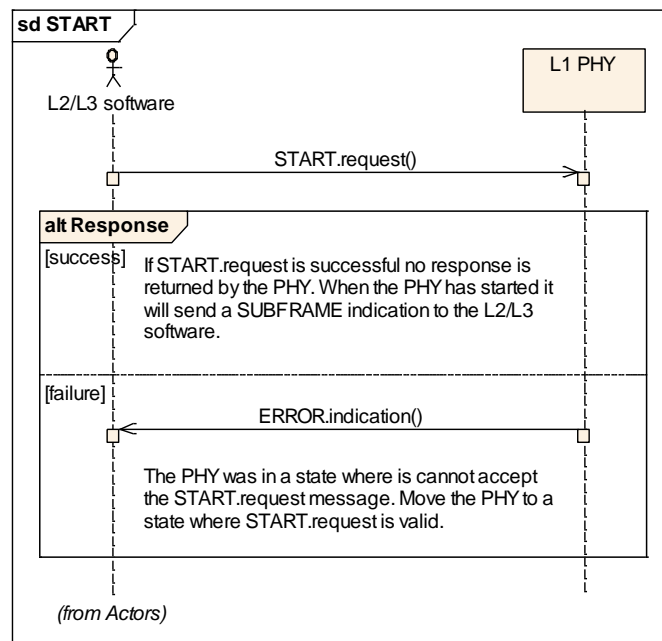 sd START
L2/L3 software
L1 PHY
START.request()
alt Response
[success]
If START.request is successful no response is
returned by the PHY. When the PHY has started it
will send a SUBFRAME indication to the L2/L3
software.
[failure]
ERROR.indication()
The PHY was in a state where is cannot accept
the START.request message. Move the PHY to a
state where START.request is valid.
(from Actors)